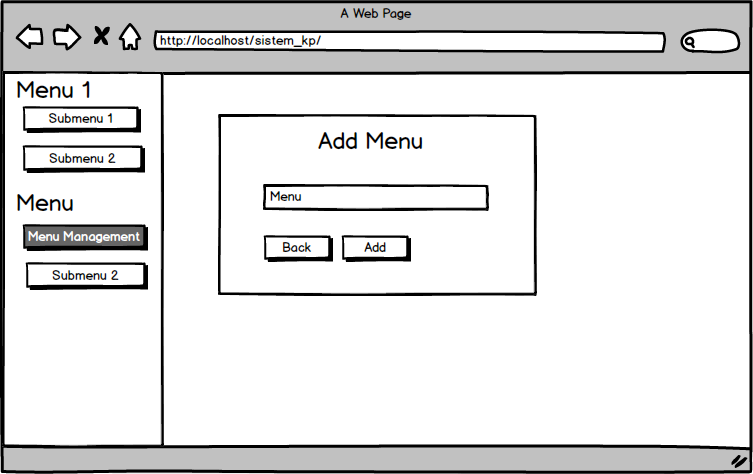 A Web Page
http://localhost/sistem_kp/
Menu 1
Submenu 1
Submenu 2
Menu
Menu Management
Submenu 2
Add Menu
Menu
Back Add